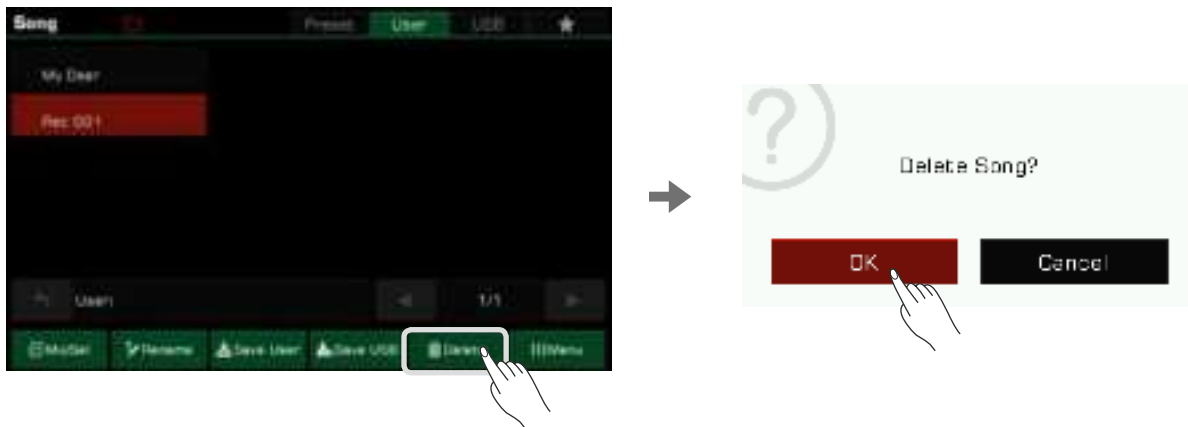 Song Preset User USB
My Dear
Rec 001
User\
1/1
MulSel Rename Save User Save USB Delete Menu
Delete Song?
OK Cancel